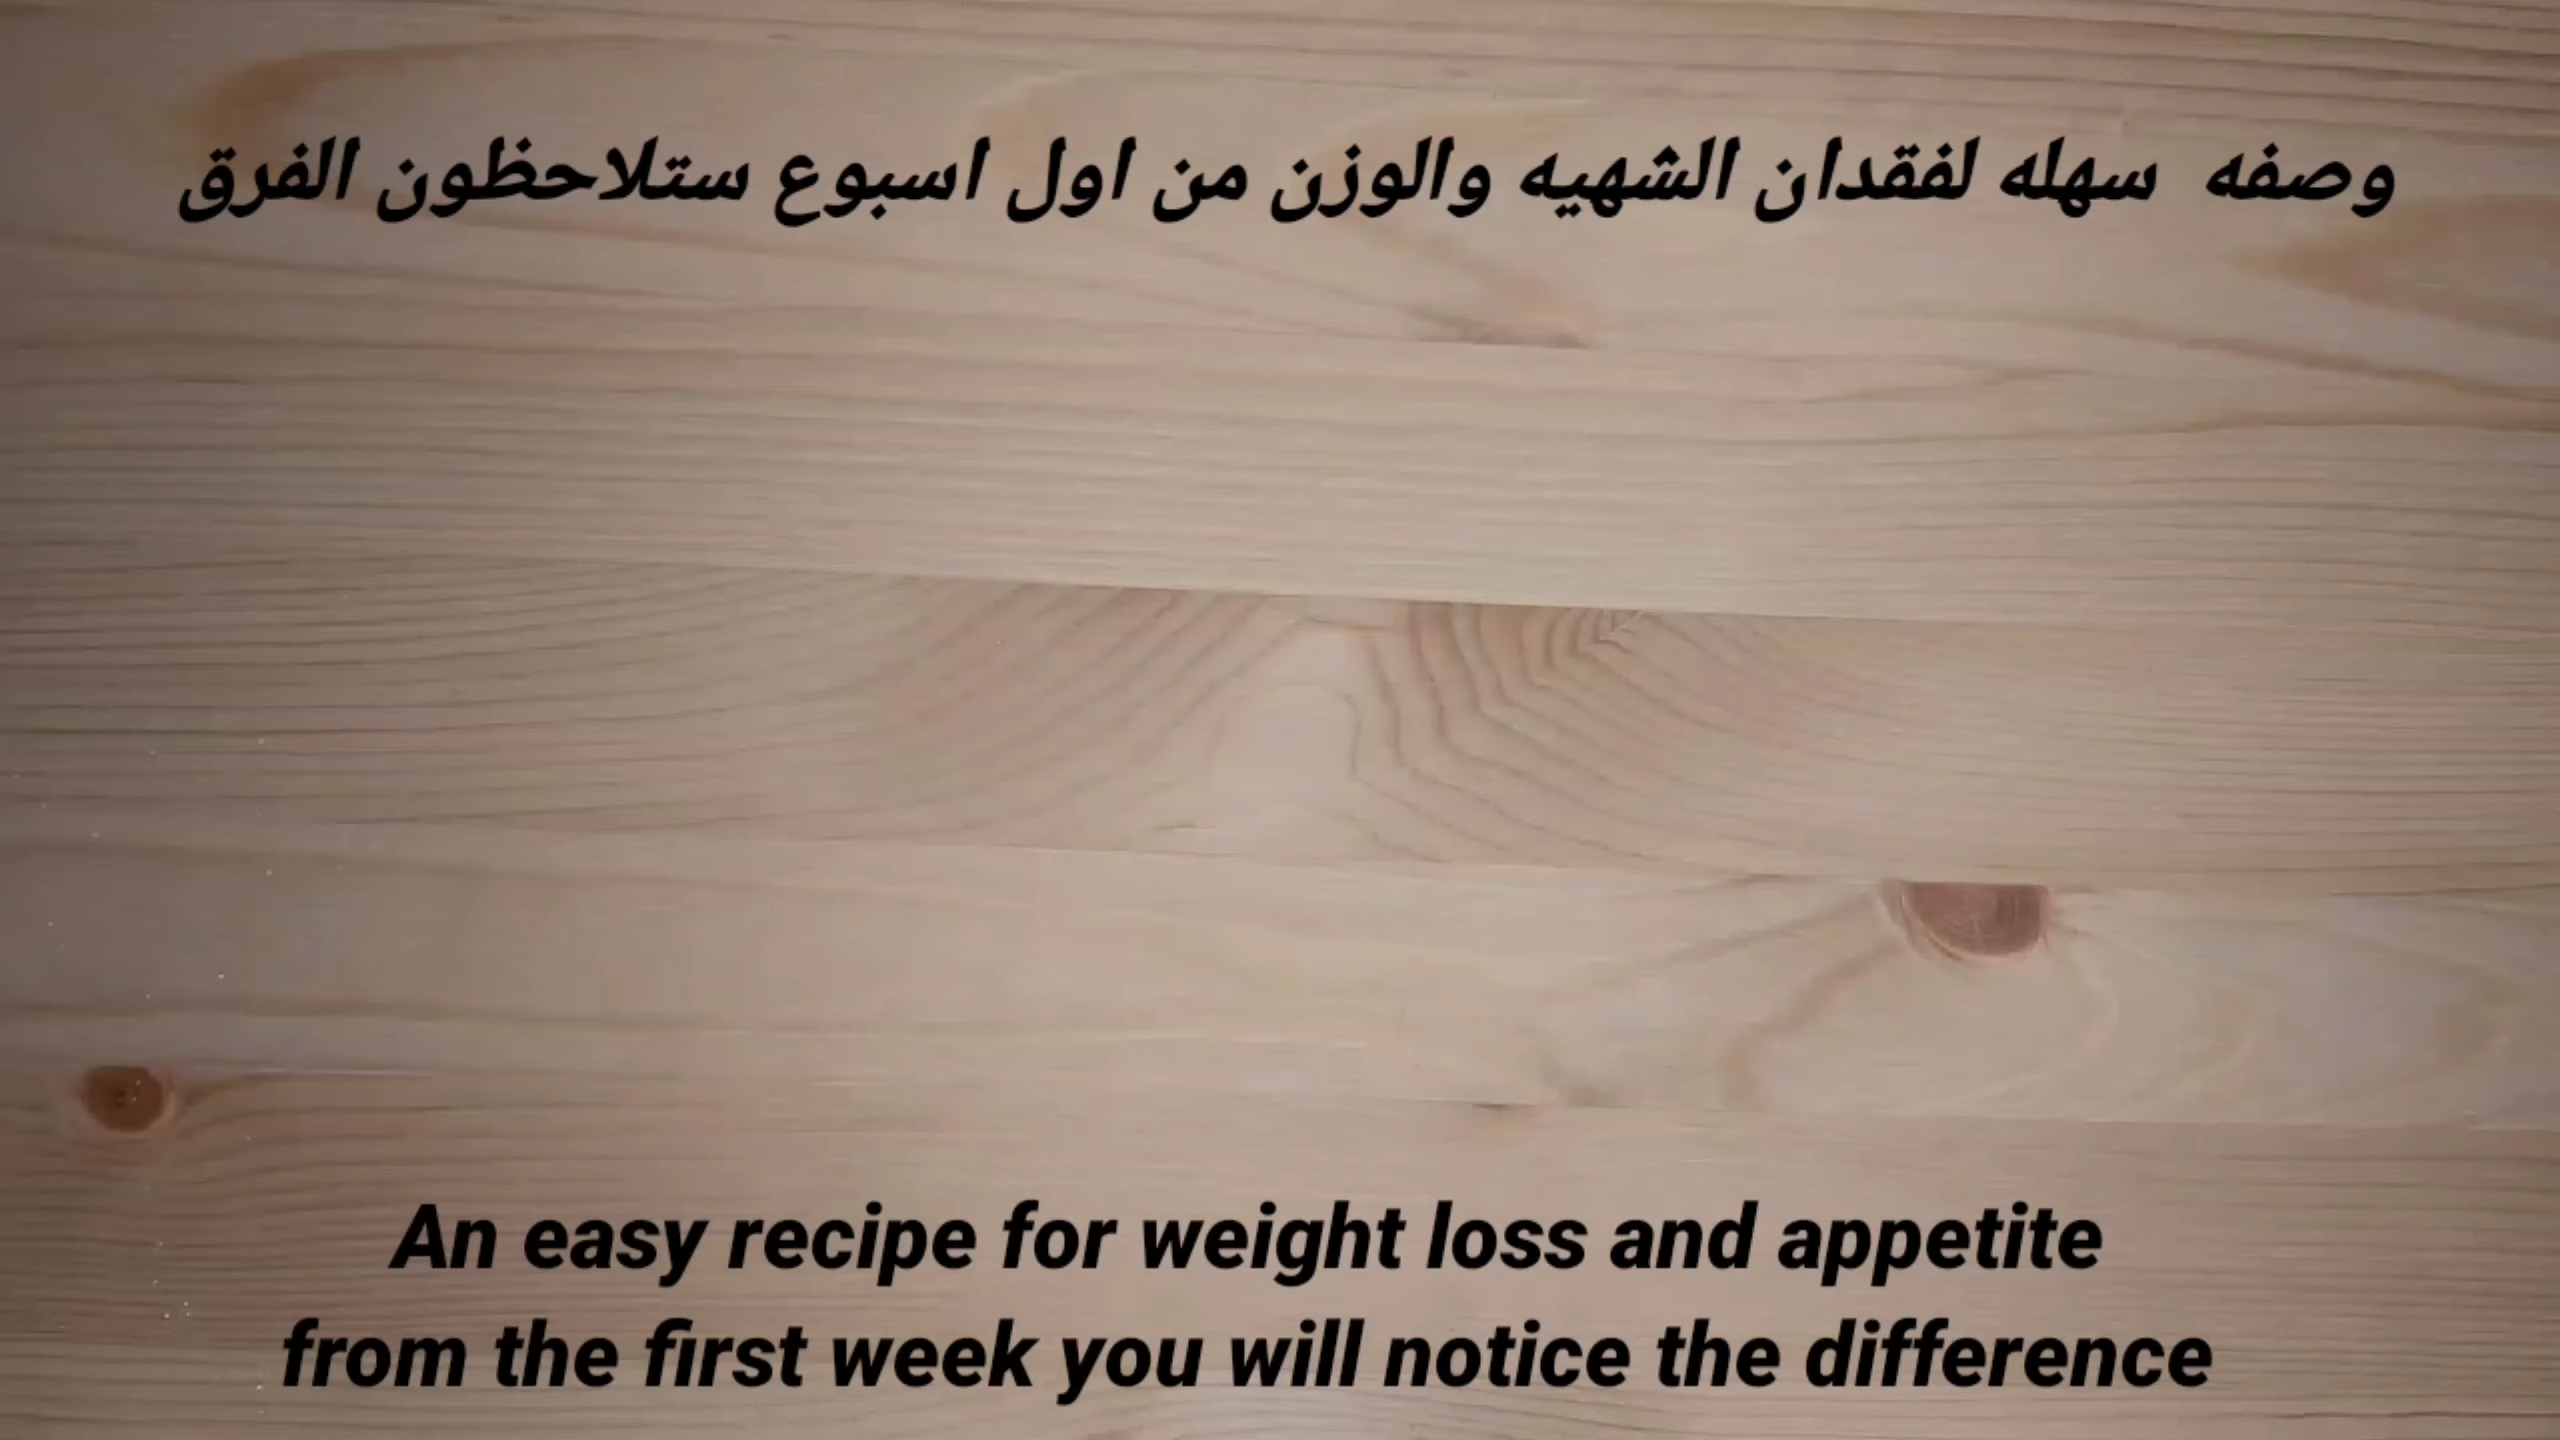 وصفه سهله لفقدان الشهيه والوزن من اول اسبوع ستلاحظون الفرق
An easy recipe for weight loss and appetite
from the first week you will notice the difference